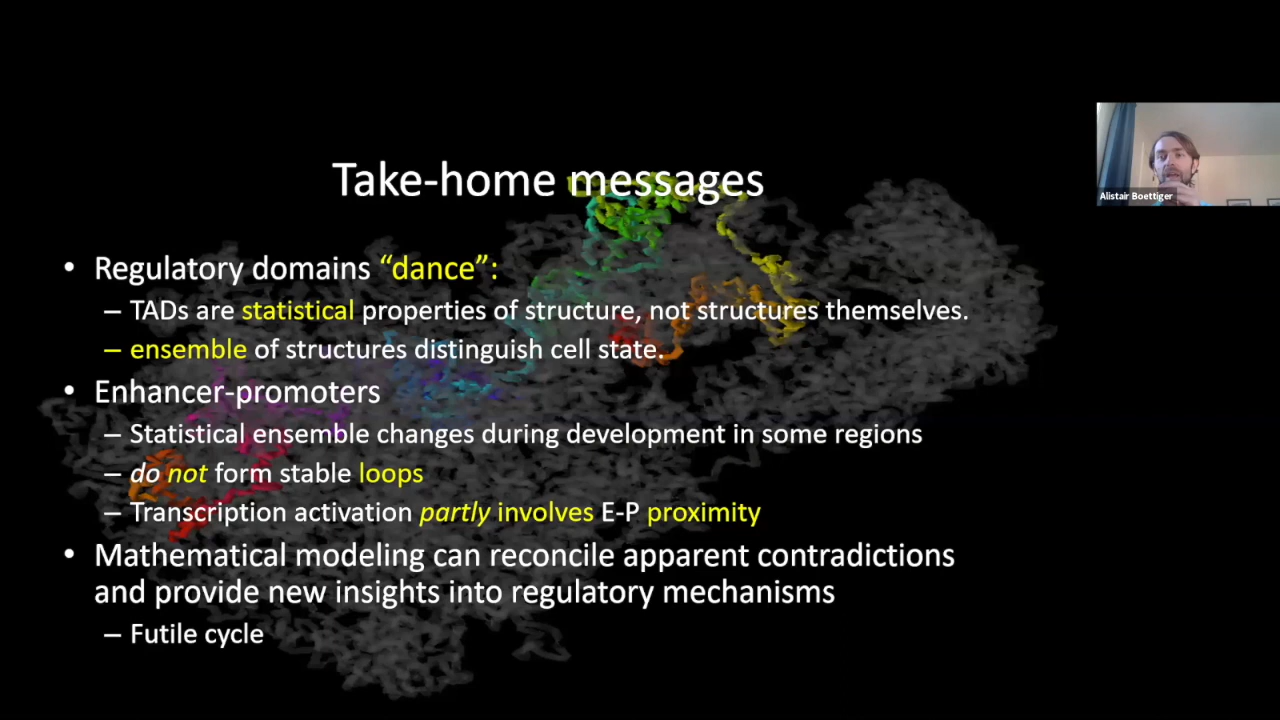 Take-home messages
Alistair Boettiger
• Regulatory domains “dance”:
– TADs are statistical properties of structure, not structures themselves.
– ensemble of structures distinguish cell state.
• Enhancer-promoters
– Statistical ensemble changes during development in some regions
– do not form stable loops
– Transcription activation partly involves E-P proximity
• Mathematical modeling can reconcile apparent contradictions
and provide new insights into regulatory mechanisms
– Futile cycle